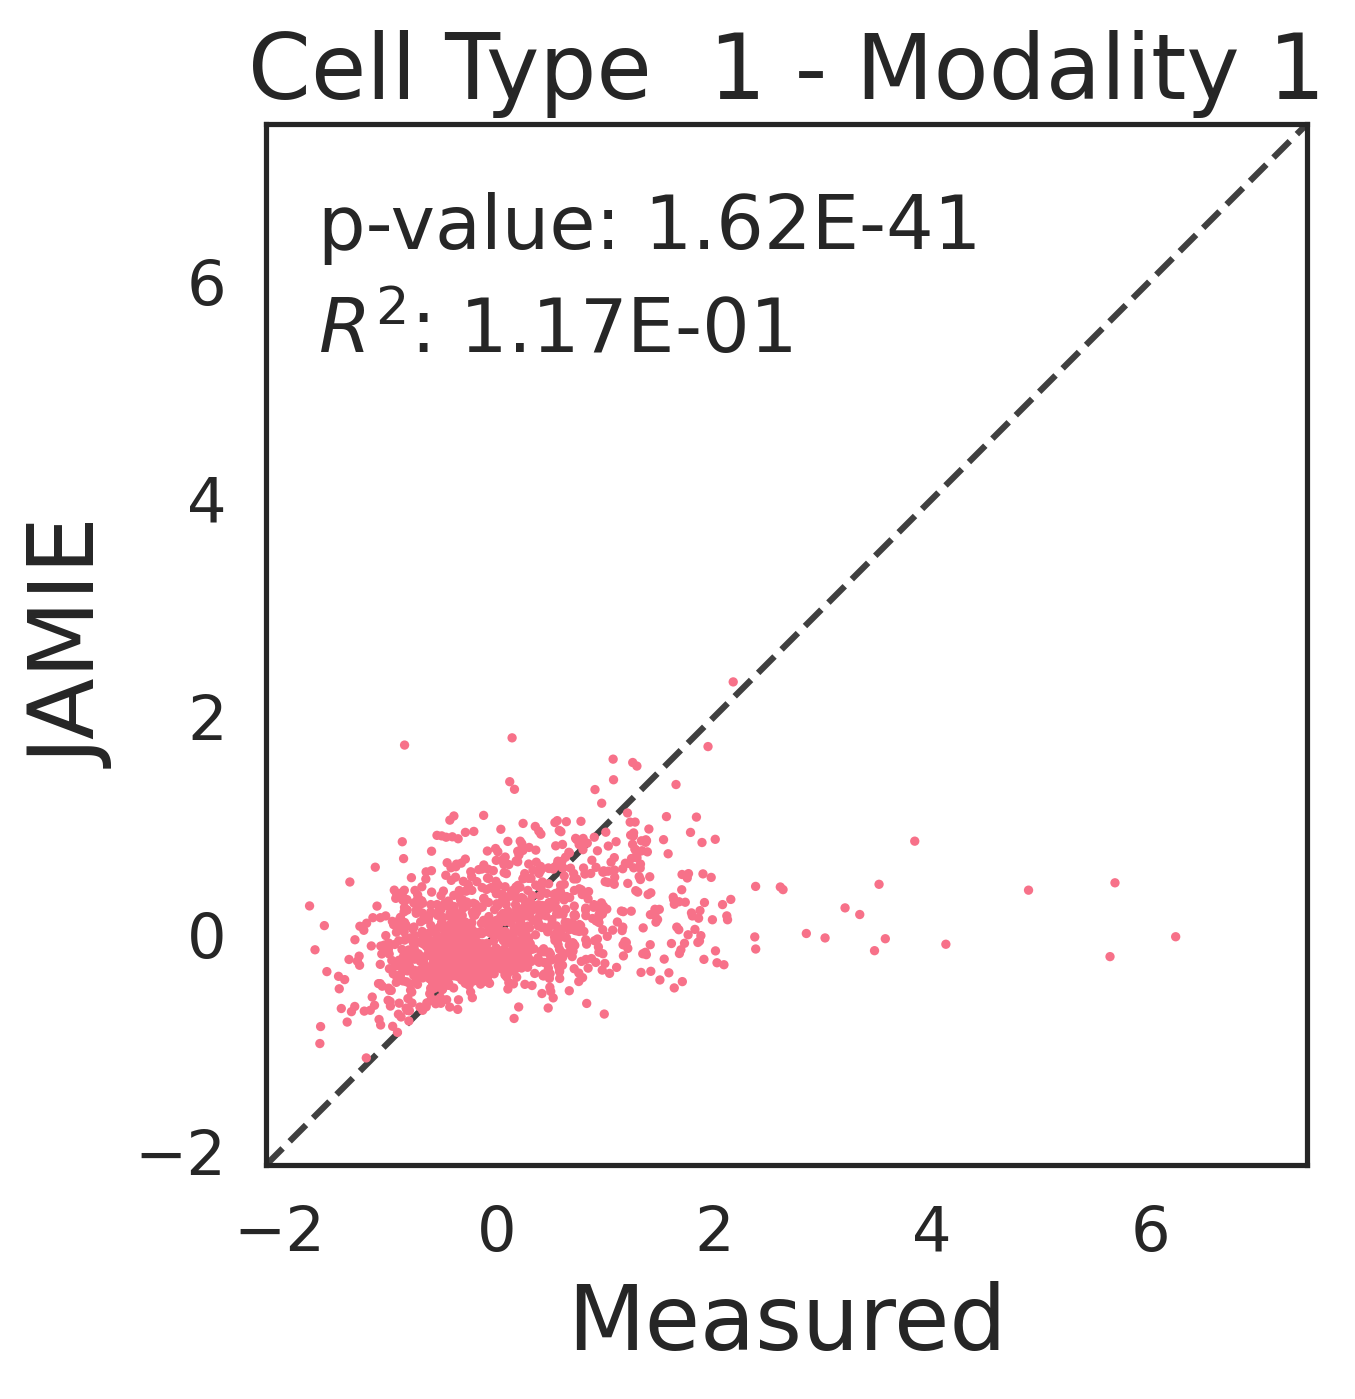 Cell Type  1 - Modality 1
p-value: 1.62E-41
R²: 1.17E-01
6
4
2
0
−2
JAMIE
−2 0 2 4 6
Measured